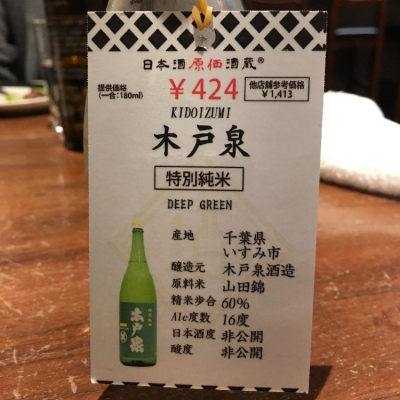 日本酒原価酒蔵®
提供価格
(一合:180ml)
￥424
他店舗参考価格
￥1,413
KIDOIZUMI
木戸泉
特別純米
DEEP GREEN
産地 千葉県
いすみ市
醸造元 木戸泉酒造
原料米 山田錦
精米歩合 60%
Alc度数 16度
日本酒度 非公開
酸度 非公開
木戸泉